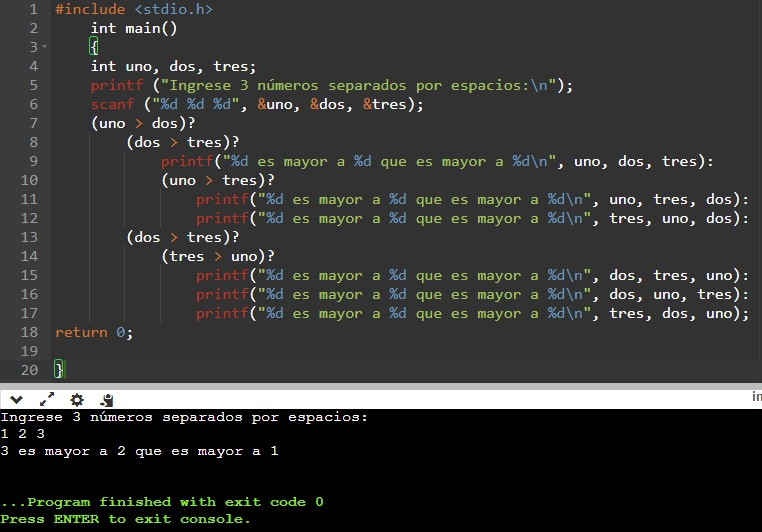 1 #include <stdio.h>
2 int main()
3 {
4 int uno, dos, tres;
5 printf ("Ingrese 3 números separados por espacios:\n");
6 scanf ("%d %d %d", &uno, &dos, &tres);
7 (uno > dos)?
8 (dos > tres)?
9 printf("%d es mayor a %d que es mayor a %d\n", uno, dos, tres):
10 (uno > tres)?
11 printf("%d es mayor a %d que es mayor a %d\n", uno, tres, dos):
12 printf("%d es mayor a %d que es mayor a %d\n", tres, uno, dos):
13 (dos > tres)?
14 (tres > uno)?
15 printf("%d es mayor a %d que es mayor a %d\n", dos, tres, uno):
16 printf("%d es mayor a %d que es mayor a %d\n", dos, uno, tres):
17 printf("%d es mayor a %d que es mayor a %d\n", tres, dos, uno);
18 return 0;
19
20 }
in
Ingrese 3 números separados por espacios:
1 2 3
3 es mayor a 2 que es mayor a 1
...Program finished with exit code 0
Press ENTER to exit console.